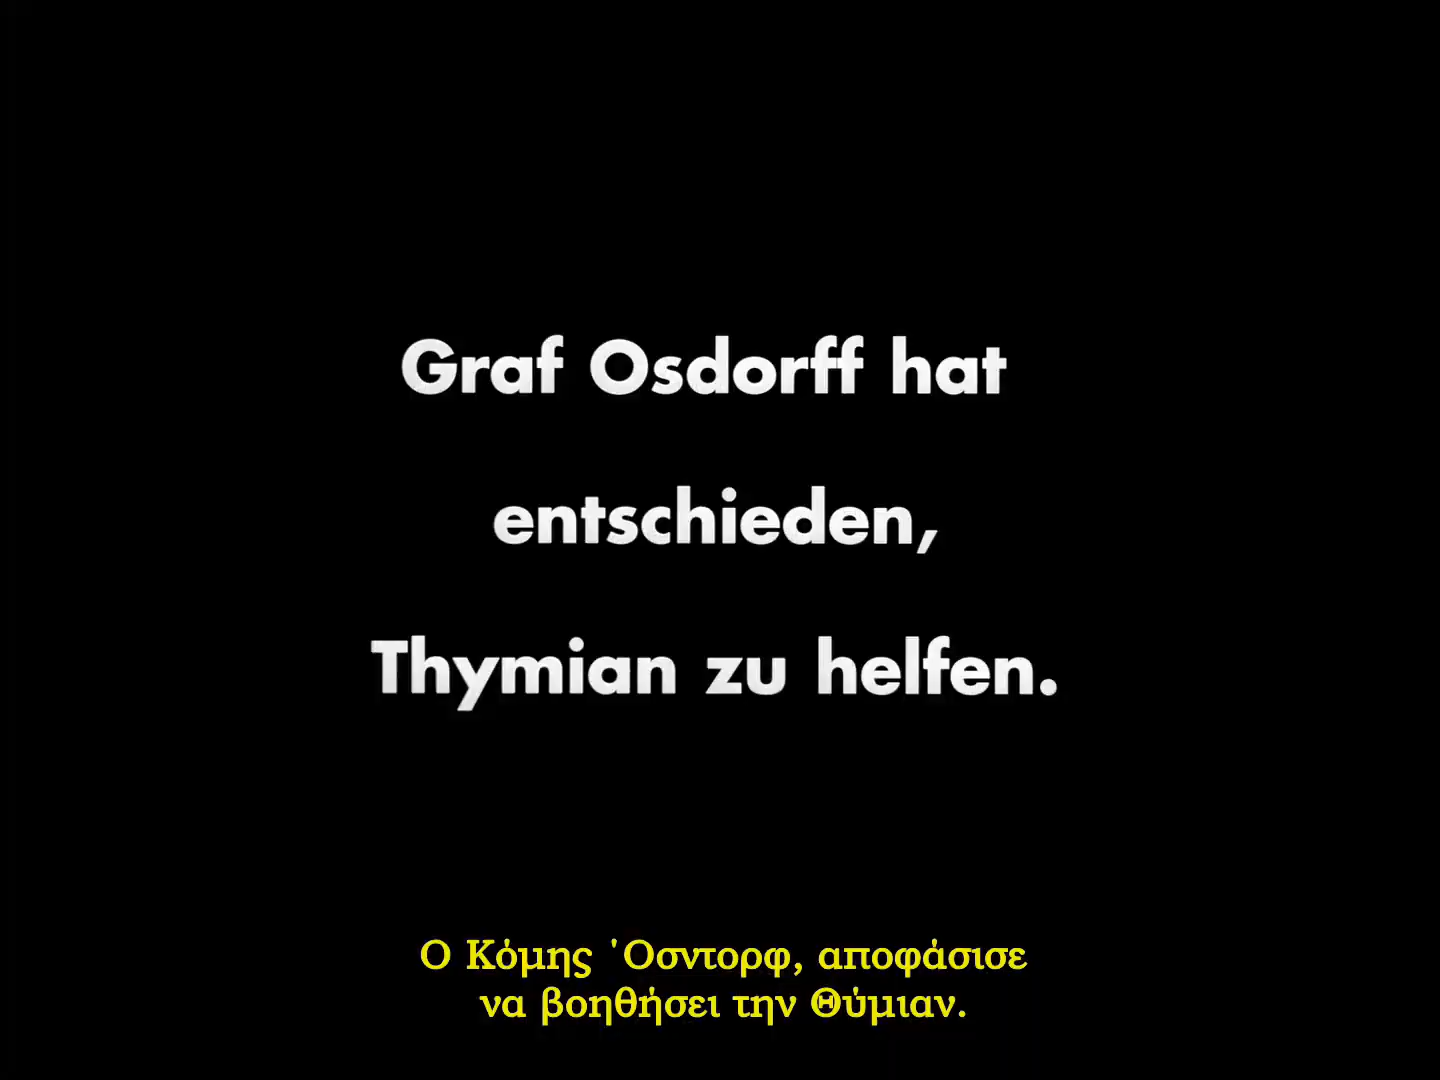 Graf Osdorff hat
entschieden,
Thymian zu helfen.
Ο Κόμης ΄Οσντορφ, αποφάσισε
να βοηθήσει την Θύμιαν.